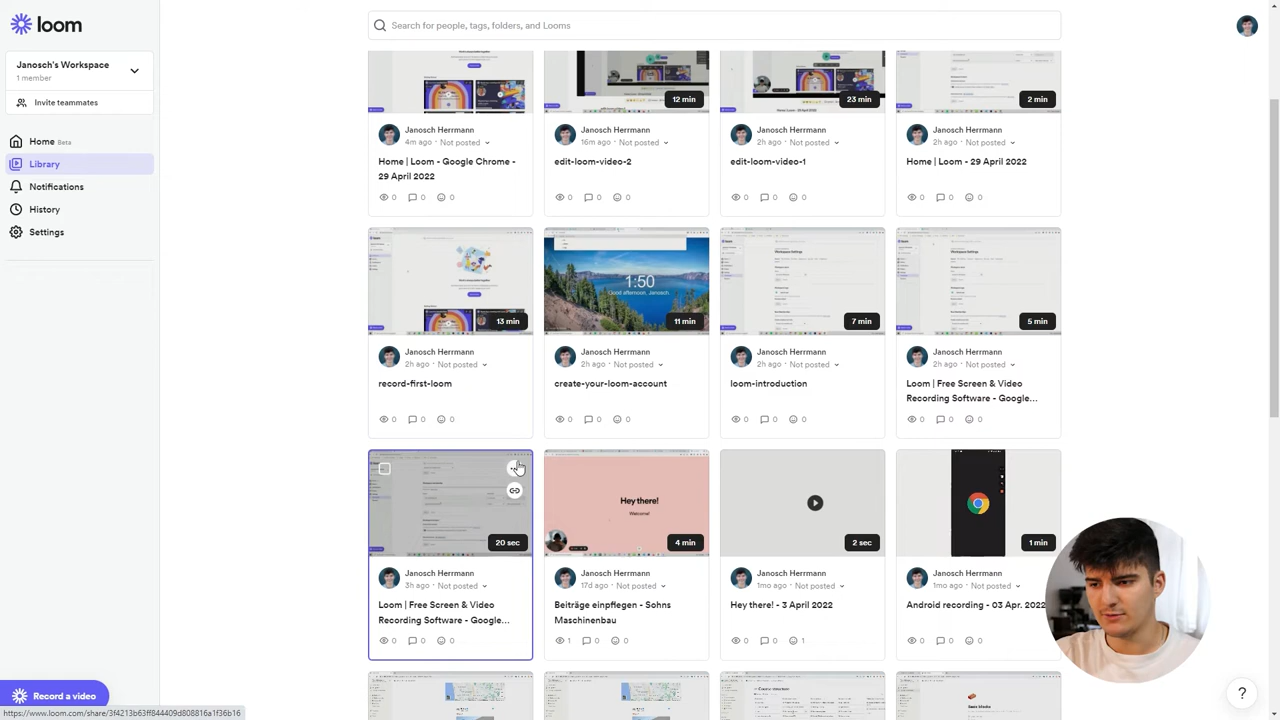 loom
Search for people, tags, folders, and Looms
Janosch's Workspace
1 member
Invite teammates
Home Beta
Library
Notifications
History
Settings
Record a video
12 min
23 min
2 min
Janosch Herrmann
4m ago · Not posted
Home | Loom - Google Chrome -
29 April 2022
0 0 0
Janosch Herrmann
16m ago · Not posted
edit-loom-video-2
0 0 0
Janosch Herrmann
2h ago · Not posted
edit-loom-video-1
0 0 0
Janosch Herrmann
2h ago · Not posted
Home | Loom - 29 April 2022
0 0 0
13 min
1:50
Good afternoon, Janosch.
11 min
7 min
5 min
Janosch Herrmann
2h ago · Not posted
record-first-loom
0 0 0
Janosch Herrmann
2h ago · Not posted
create-your-loom-account
0 0 0
Janosch Herrmann
2h ago · Not posted
loom-introduction
0 0 0
Janosch Herrmann
2h ago · Not posted
Loom | Free Screen & Video
Recording Software - Google...
0 0 0
20 sec
Hey there!
Welcome!
4 min
2 sec
1 min
Janosch Herrmann
3h ago · Not posted
Loom | Free Screen & Video
Recording Software - Google...
0 0 0
Janosch Herrmann
17d ago · Not posted
Beiträge einpflegen - Sohns
Maschinenbau
1 0 0
Janosch Herrmann
1mo ago · Not posted
Hey there! - 3 April 2022
0 0 1
Janosch Herrmann
1mo ago · Not posted
Android recording - 03 Apr. 2022
0 0 0
?